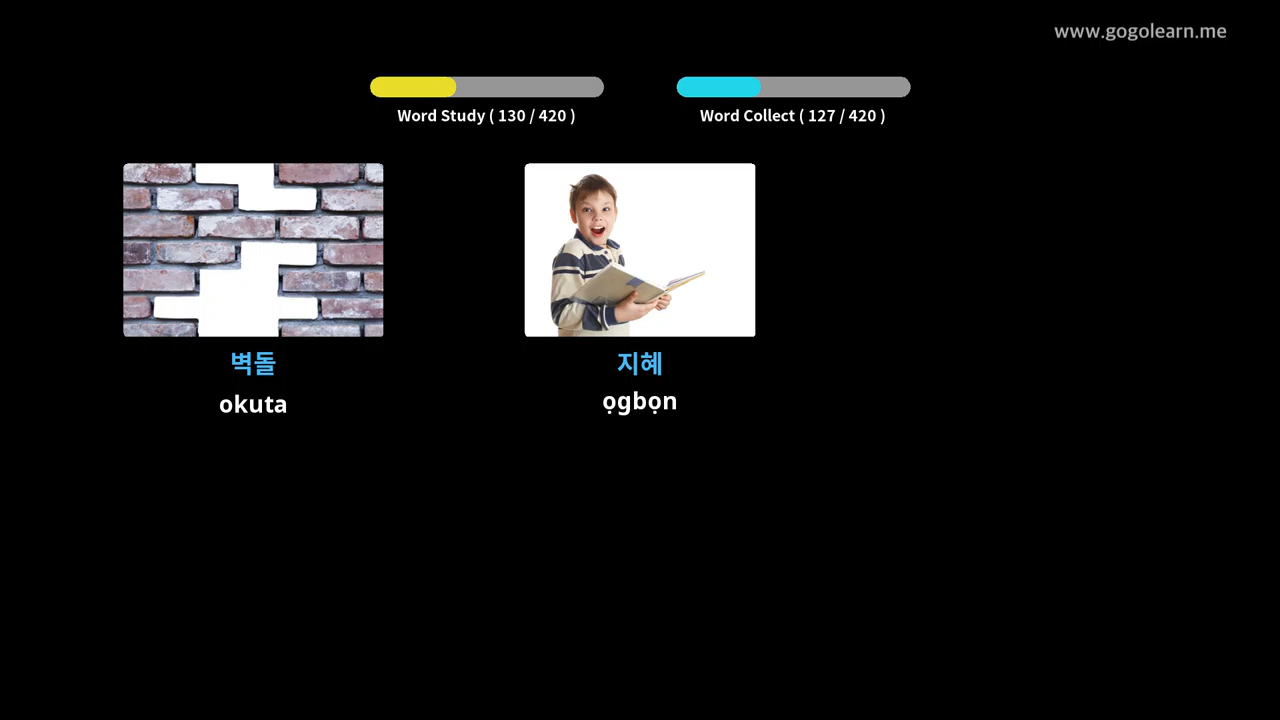 www.gogolearn.me
Word Study ( 130 / 420 )
Word Collect ( 127 / 420 )
벽돌
지혜
okuta
ọgbọn